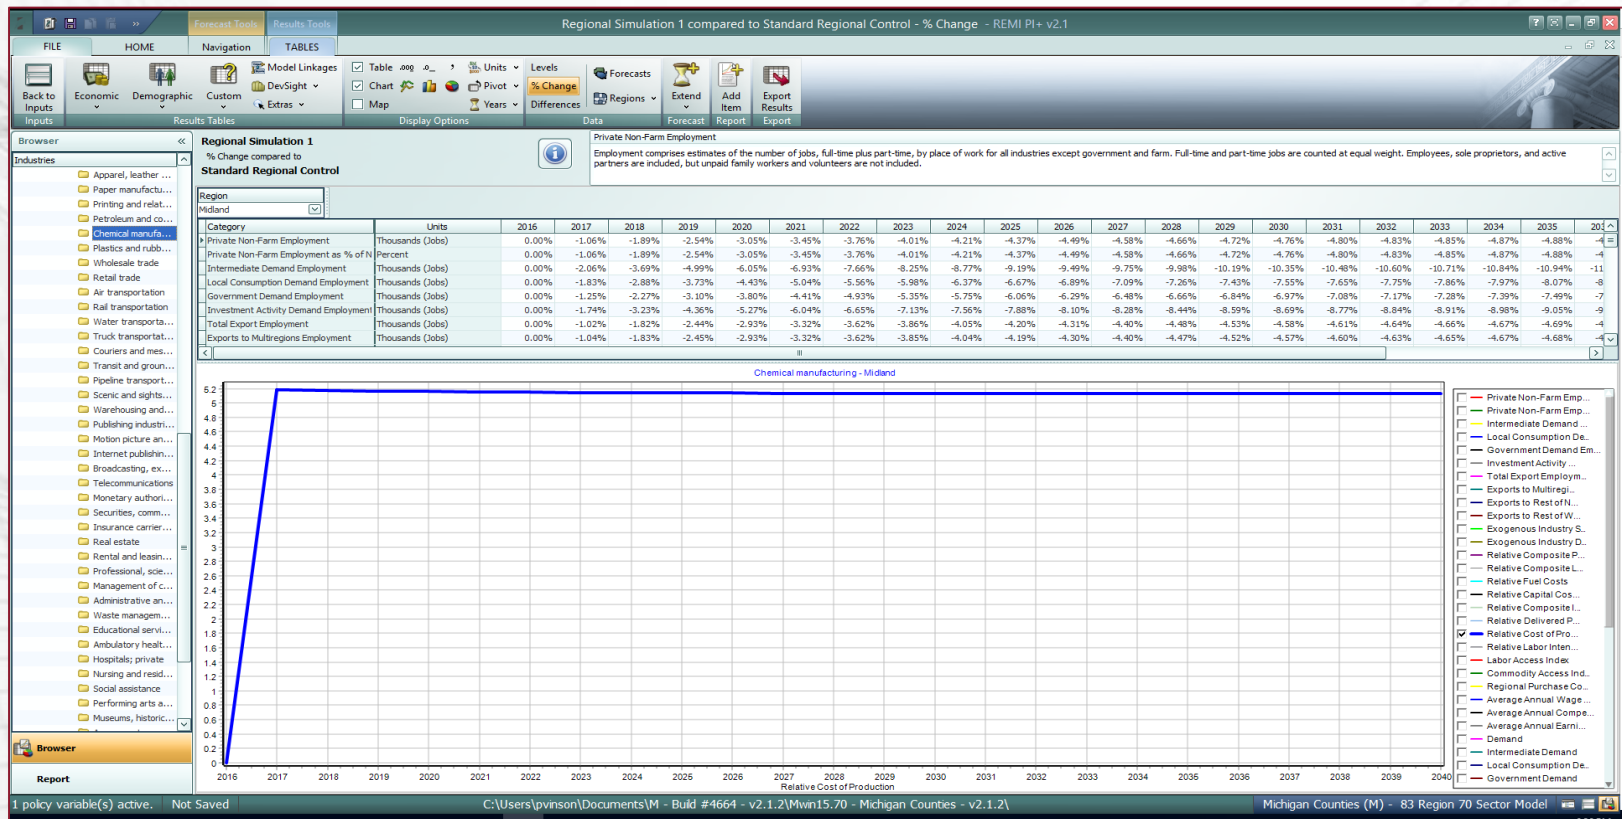 Forecast Tools Results Tools Regional Simulation 1 compared to Standard Regional Control - % Change - REMI PI+ v2.1
FILE HOME Navigation TABLES
Back to Inputs
Economic
Demographic
Custom
Model Linkages
DevSight
Extras
Table .000 .0_ ,
Chart
Map
Units
Pivot
Years
Levels
% Change
Differences
Forecasts
Regions
Extend
Add Item
Export Results
Inputs Results Tables Display Options Data Forecast Report Export
Browser «
Industries
Apparel, leather ...
Paper manufactu...
Printing and relat...
Petroleum and co...
Chemical manufa...
Plastics and rubb...
Wholesale trade
Retail trade
Air transportation
Rail transportation
Water transporta...
Truck transportat...
Couriers and mes...
Transit and groun...
Pipeline transport...
Scenic and sights...
Warehousing and...
Publishing industri...
Motion picture an...
Internet publishin...
Broadcasting, ex...
Telecommunications
Monetary authori...
Securities, comm...
Insurance carrier...
Real estate
Rental and leasin...
Professional, scie...
Management of c...
Administrative an...
Waste managem...
Educational servi...
Ambulatory healt...
Hospitals; private
Nursing and resid...
Social assistance
Performing arts a...
Museums, historic...
Browser
Report
Regional Simulation 1
% Change compared to
Standard Regional Control
Private Non-Farm Employment
Employment comprises estimates of the number of jobs, full-time plus part-time, by place of work for all industries except government and farm. Full-time and part-time jobs are counted at equal weight. Employees, sole proprietors, and active
partners are included, but unpaid family workers and volunteers are not included.
Region
Midland
Category Units 2016 2017 2018 2019 2020 2021 2022 2023 2024 2025 2026 2027 2028 2029 2030 2031 2032 2033 2034 2035 203
Private Non-Farm Employment Thousands (Jobs) 0.00% -1.06% -1.89% -2.54% -3.05% -3.45% -3.76% -4.01% -4.21% -4.37% -4.49% -4.58% -4.66% -4.72% -4.76% -4.80% -4.83% -4.85% -4.87% -4.88% -4
Private Non-Farm Employment as % of N Percent 0.00% -1.06% -1.89% -2.54% -3.05% -3.45% -3.76% -4.01% -4.21% -4.37% -4.49% -4.58% -4.66% -4.72% -4.76% -4.80% -4.83% -4.85% -4.87% -4.88% -4
Intermediate Demand Employment Thousands (Jobs) 0.00% -2.06% -3.69% -4.99% -6.05% -6.93% -7.66% -8.25% -8.77% -9.19% -9.49% -9.75% -9.98% -10.19% -10.35% -10.48% -10.60% -10.71% -10.84% -10.94% -11
Local Consumption Demand Employment Thousands (Jobs) 0.00% -1.83% -2.88% -3.73% -4.43% -5.04% -5.56% -5.98% -6.37% -6.67% -6.89% -7.09% -7.26% -7.43% -7.55% -7.65% -7.75% -7.86% -7.97% -8.07% -8
Government Demand Employment Thousands (Jobs) 0.00% -1.25% -2.27% -3.10% -3.80% -4.41% -4.93% -5.35% -5.75% -6.06% -6.29% -6.48% -6.66% -6.84% -6.97% -7.08% -7.17% -7.28% -7.39% -7.49% -7
Investment Activity Demand Employment Thousands (Jobs) 0.00% -1.74% -3.23% -4.36% -5.27% -6.04% -6.65% -7.13% -7.56% -7.88% -8.10% -8.28% -8.44% -8.59% -8.69% -8.77% -8.84% -8.91% -8.98% -9.05% -9
Total Export Employment Thousands (Jobs) 0.00% -1.02% -1.82% -2.44% -2.93% -3.32% -3.62% -3.86% -4.05% -4.20% -4.31% -4.40% -4.48% -4.53% -4.58% -4.61% -4.64% -4.66% -4.67% -4.69% -4
Exports to Multiregions Employment Thousands (Jobs) 0.00% -1.04% -1.83% -2.45% -2.93% -3.32% -3.62% -3.85% -4.04% -4.19% -4.30% -4.40% -4.47% -4.52% -4.57% -4.60% -4.63% -4.65% -4.67% -4.68% -4
Chemical manufacturing - Midland
5.2
5
4.8
4.6
4.4
4.2
4
3.8
3.6
3.4
3.2
3
2.8
2.6
2.4
2.2
2
1.8
1.6
1.4
1.2
1
0.8
0.6
0.4
0.2
0
2016 2017 2018 2019 2020 2021 2022 2023 2024 2025 2026 2027 2028 2029 2030 2031 2032 2033 2034 2035 2036 2037 2038 2039 2040
Relative Cost of Production
Private Non-Farm Emp...
Private Non-Farm Emp...
Intermediate Demand ...
Local Consumption De..
Government Demand Em...
Investment Activity ...
Total Export Employm...
Exports to Multiregi...
Exports to Rest of N...
Exports to Rest of W...
Exogenous Industry S..
Exogenous Industry D..
Relative Composite P...
Relative Composite L...
Relative Fuel Costs
Relative Capital Cos...
Relative Composite I...
Relative Delivered P...
Relative Cost of Pro...
Relative Labor Inten...
Labor Access Index
Commodity Access Ind...
Regional Purchase Co...
Average Annual Wage ...
Average Annual Compe...
Average Annual Earni...
Demand
Intermediate Demand
Local Consumption De..
Government Demand
1 policy variable(s) active. Not Saved C:\Users\pvinson\Documents\M - Build #4664 - v2.1.2\Mwin15.70 - Michigan Counties - v2.1.2\ Michigan Counties (M) - 83 Region 70 Sector Model